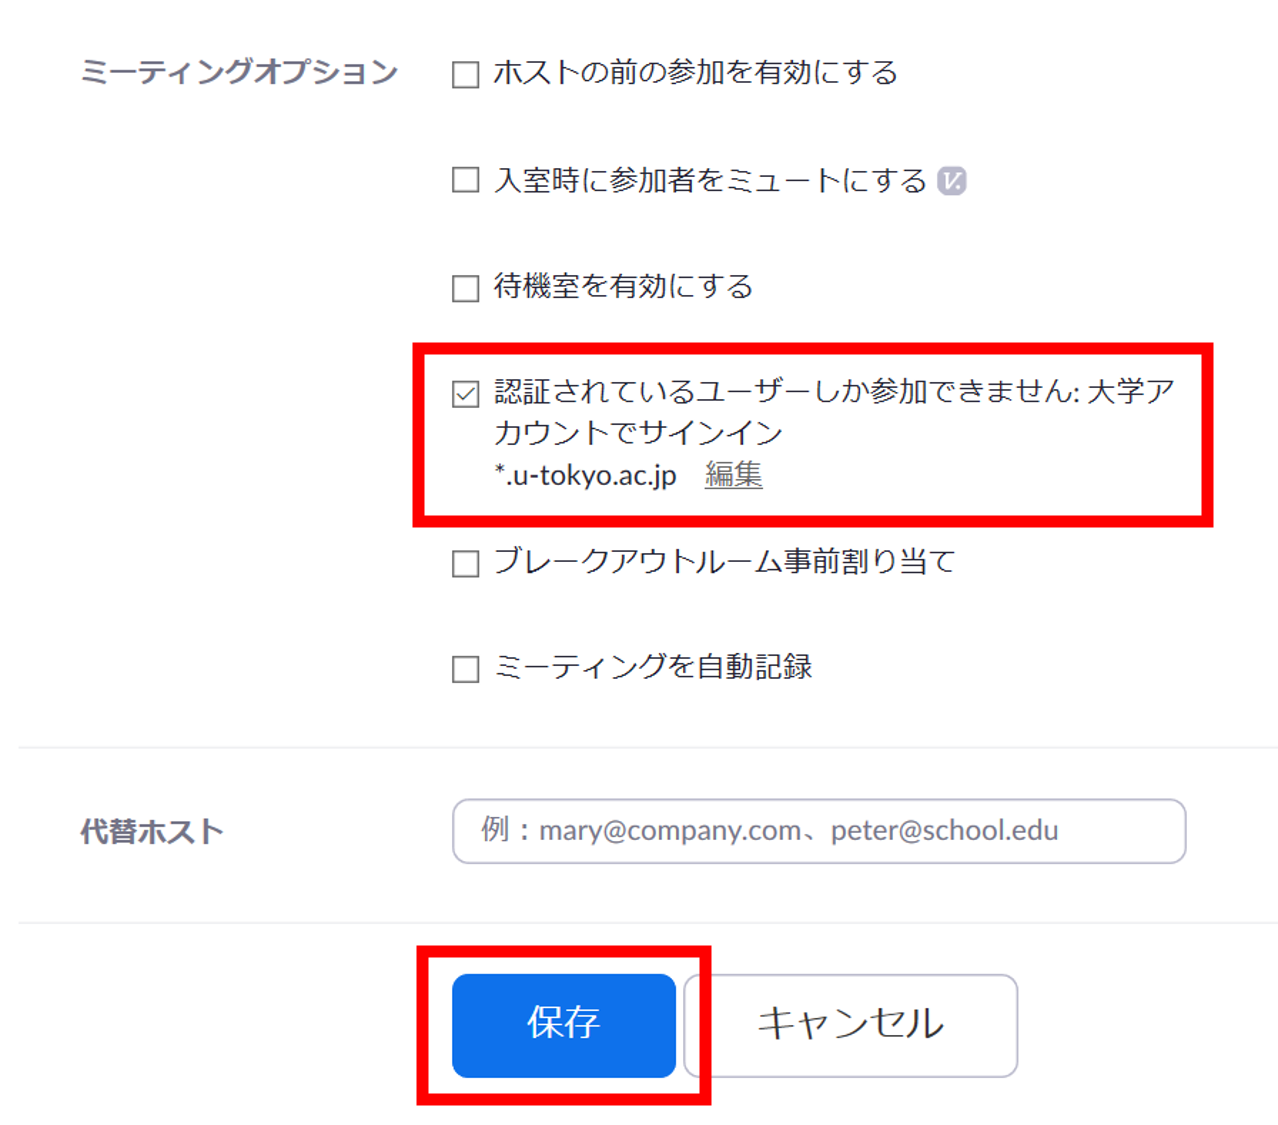 ミーティングオプション
ホストの前の参加を有効にする
入室時に参加者をミュートにする
待機室を有効にする
認証されているユーザーしか参加できません: 大学ア
カウントでサインイン
*.u-tokyo.ac.jp 編集
ブレークアウトルーム事前割り当て
ミーティングを自動記録
代替ホスト
例：mary@company.com、peter@school.edu
保存
キャンセル